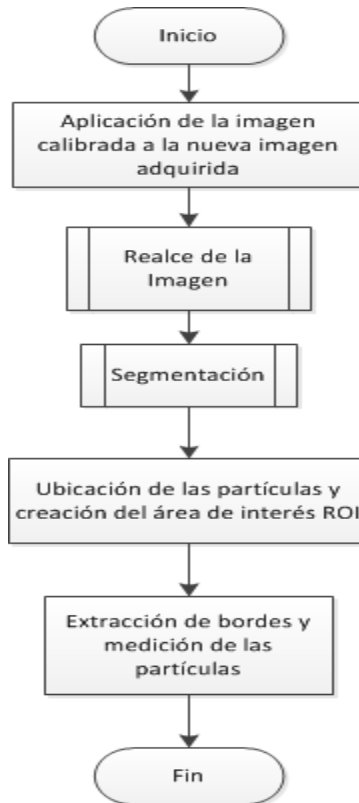 Inicio
Aplicación de la imagen
calibrada a la nueva imagen
adquirida
Realce de la
Imagen
Segmentación
Ubicación de las partículas y
creación del área de interés ROI
Extracción de bordes y
medición de las
partículas
Fin